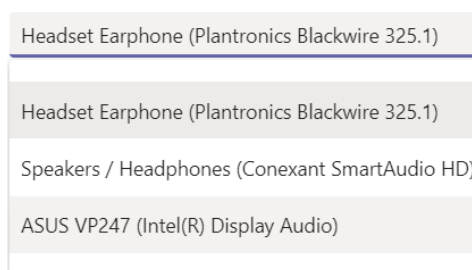 Headset Earphone (Plantronics Blackwire 325.1)
Headset Earphone (Plantronics Blackwire 325.1)
Speakers / Headphones (Conexant SmartAudio HD)
ASUS VP247 (Intel(R) Display Audio)